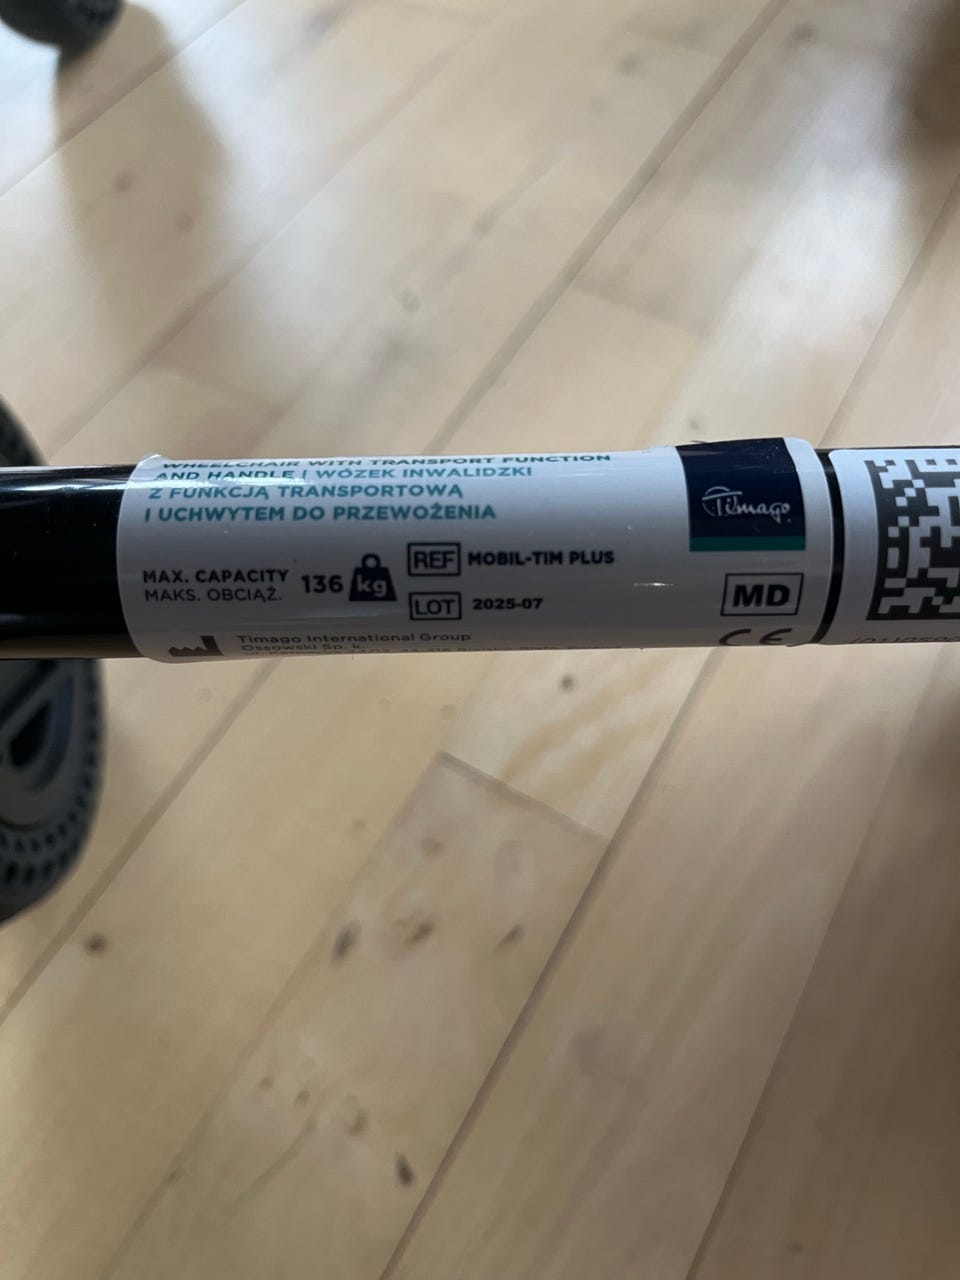 WHEELCHAIR WITH TRANSPORT FUNCTION
AND HANDLE / WÓZEK INWALIDZKI
Z FUNKCJĄ TRANSPORTOWĄ
I UCHWYTEM DO PRZEWOŻENIA
Timago
MAX. CAPACITY
MAKS. OBCIĄŻ.
136 kg
REF MOBIL-TIM PLUS
LOT 2025-07
MD
CE
Timago International Group
Ossowski Sp. k.